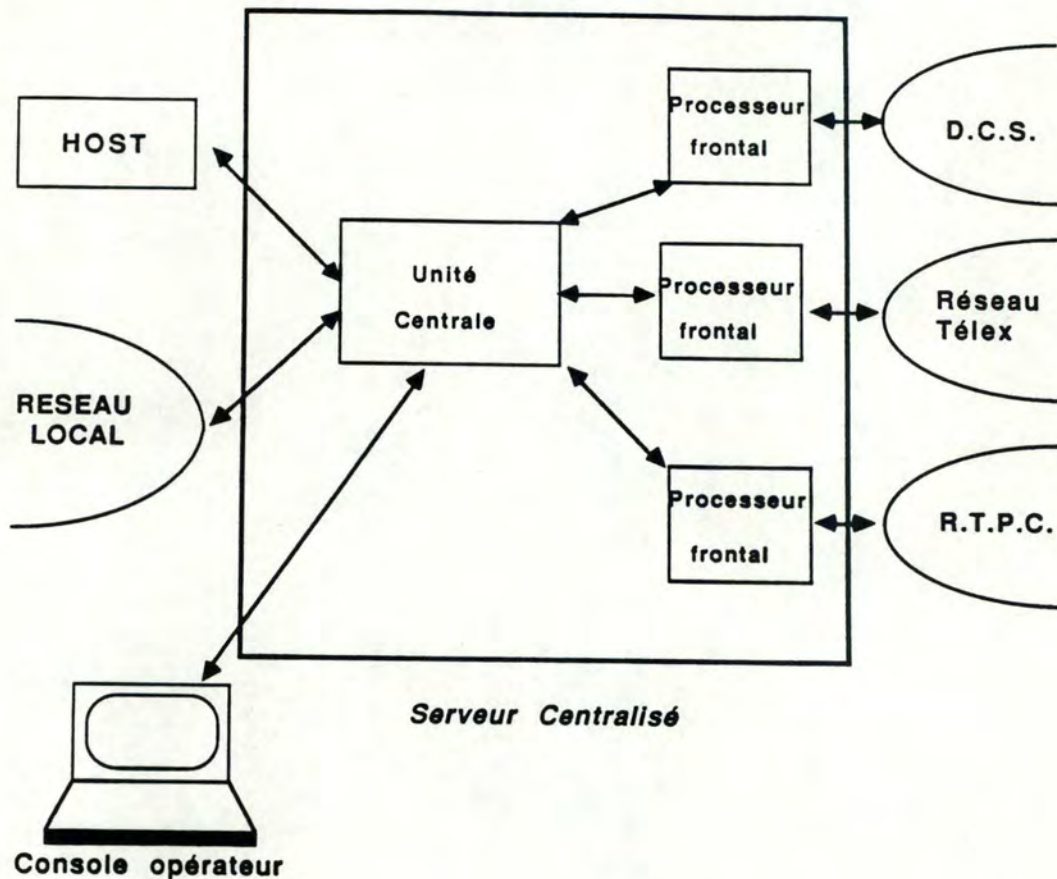 HOST
RESEAU
LOCAL
Unité
Centrale
Processeur
frontal
Processeur
frontal
Processeur
frontal
D.C.S.
Réseau
Télex
R.T.P.C.
Serveur Centralisé
Console opérateur